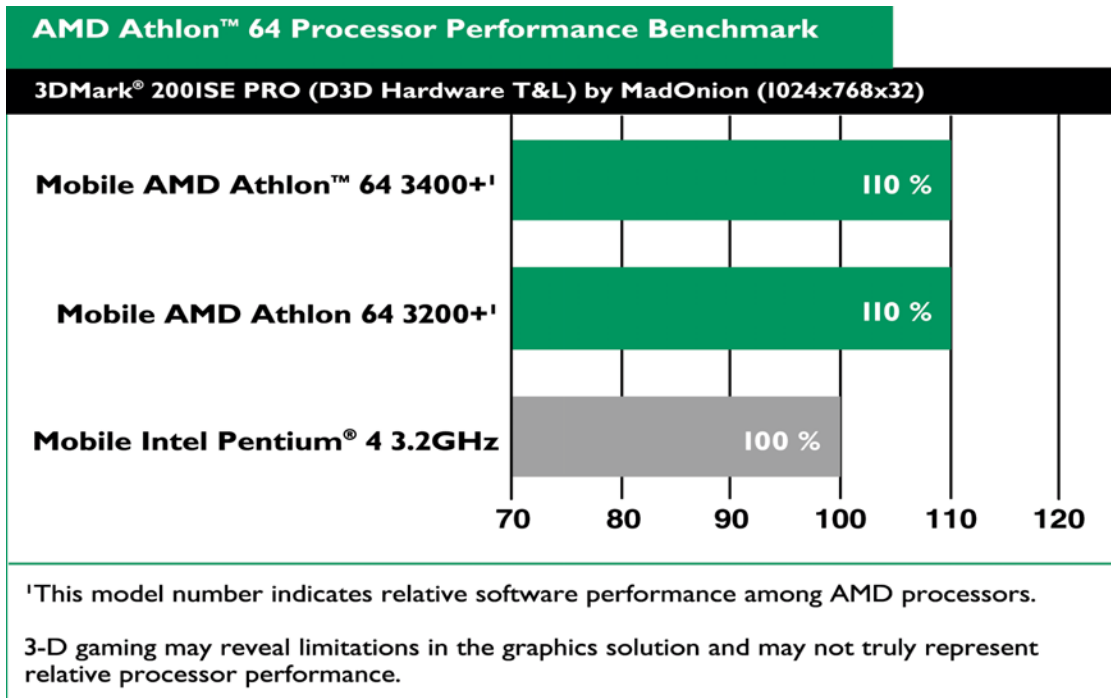 AMD Athlon™ 64 Processor Performance Benchmark
3DMark® 2001SE PRO (D3D Hardware T&L) by MadOnion (1024x768x32)
Mobile AMD Athlon™ 64 3400+¹
110 %
Mobile AMD Athlon 64 3200+¹
110 %
Mobile Intel Pentium® 4 3.2GHz
100 %
70 80 90 100 110 120
¹This model number indicates relative software performance among AMD processors.
3-D gaming may reveal limitations in the graphics solution and may not truly represent
relative processor performance.